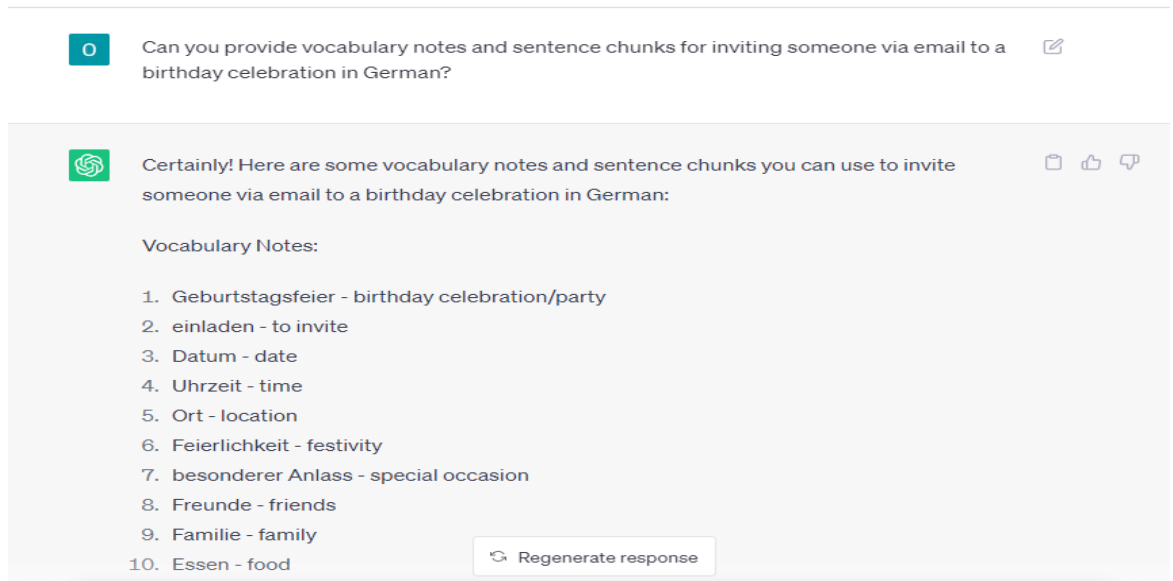 O
Can you provide vocabulary notes and sentence chunks for inviting someone via email to a
birthday celebration in German?
Certainly! Here are some vocabulary notes and sentence chunks you can use to invite
someone via email to a birthday celebration in German:
Vocabulary Notes:
1. Geburtstagsfeier - birthday celebration/party
2. einladen - to invite
3. Datum - date
4. Uhrzeit - time
5. Ort - location
6. Feierlichkeit - festivity
7. besonderer Anlass - special occasion
8. Freunde - friends
9. Familie - family
10. Essen - food
Regenerate response